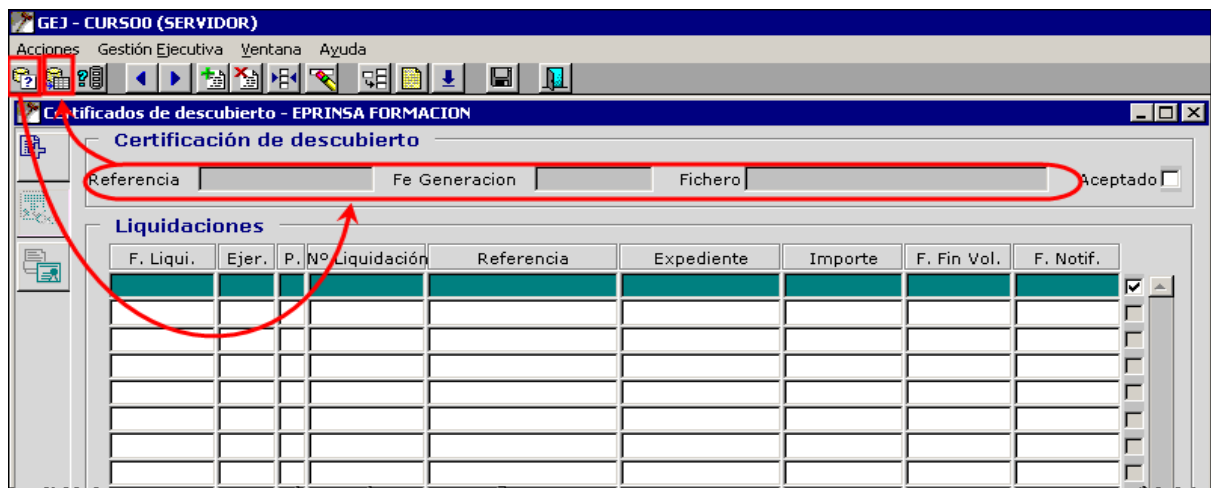 GEJ - CURSO0 (SERVIDOR)
Acciones Gestión Ejecutiva Ventana Ayuda
Certificados de descubierto - EPRINSA FORMACION
Certificación de descubierto
Referencia Fe Generacion Fichero Aceptado
Liquidaciones
F. Liqui. Ejer. P. Nº Liquidación Referencia Expediente Importe F. Fin Vol. F. Notif.